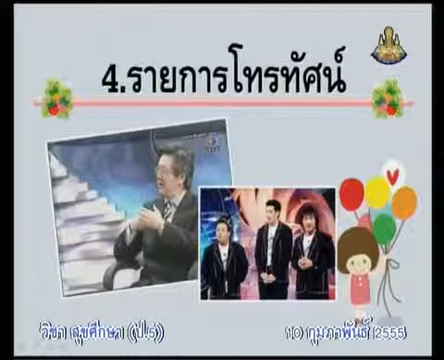 4.รายการโทรทัศน์
วิชา สุขศึกษา (ป.5)
10 กุมภาพันธ์ 2555